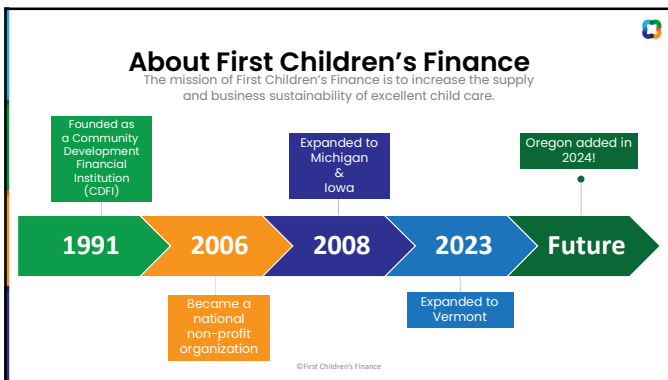 About First Children's Finance
The mission of First Children's Finance is to increase the supply
and business sustainability of excellent child care.
Founded as
a Community
Development
Financial
Institution
(CDFI)
Expanded to
Michigan
&
Iowa
Oregon added in
2024!
1991
2006
2008
2023
Future
Became a
national
non-profit
organization
Expanded to
Vermont
©First Children's Finance